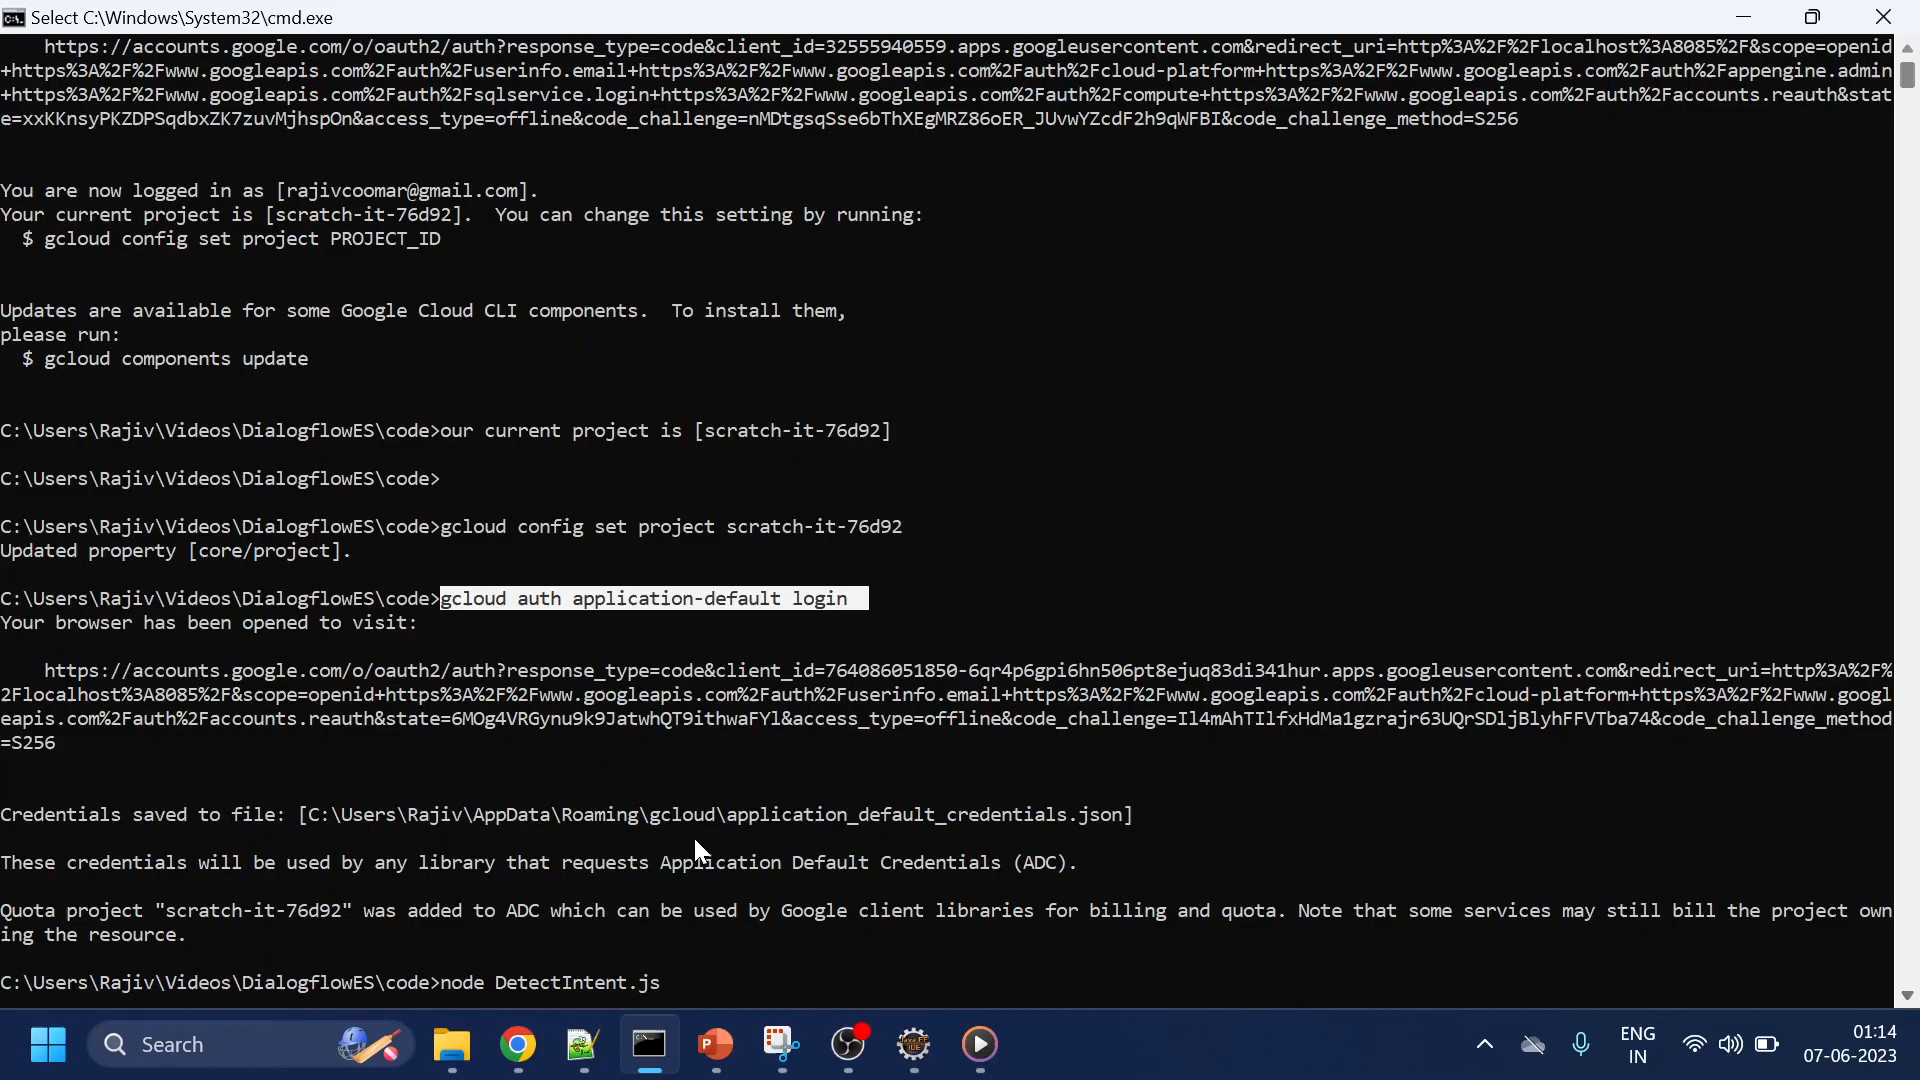 Select C:\Windows\System32\cmd.exe
https://accounts.google.com/o/oauth2/auth?response_type=code&client_id=32555940559.apps.googleusercontent.com&redirect_uri=http%3A%2F%2Flocalhost%3A8085%2F&scope=openid
+https%3A%2F%2Fwww.googleapis.com%2Fauth%2Fuserinfo.email+https%3A%2F%2Fwww.googleapis.com%2Fauth%2Fcloud-platform+https%3A%2F%2Fwww.googleapis.com%2Fauth%2Fappengine.admin
+https%3A%2F%2Fwww.googleapis.com%2Fauth%2Fsqlservice.login+https%3A%2F%2Fwww.googleapis.com%2Fauth%2Fcompute+https%3A%2F%2Fwww.googleapis.com%2Fauth%2Faccounts.reauth&stat
e=xxKKnsyPKZDPSqdbxZK7zuvMjhspOn&access_type=offline&code_challenge=nMDtgsqSse6bThXEgMRZ86oER_JUvwYZcdF2h9qWFBI&code_challenge_method=S256
You are now logged in as [rajivcoomar@gmail.com].
Your current project is [scratch-it-76d92].  You can change this setting by running:
$ gcloud config set project PROJECT_ID
Updates are available for some Google Cloud CLI components.  To install them,
please run:
$ gcloud components update
C:\Users\Rajiv\Videos\DialogflowES\code>our current project is [scratch-it-76d92]
C:\Users\Rajiv\Videos\DialogflowES\code>
C:\Users\Rajiv\Videos\DialogflowES\code>gcloud config set project scratch-it-76d92
Updated property [core/project].
C:\Users\Rajiv\Videos\DialogflowES\code>gcloud auth application-default login
Your browser has been opened to visit:
https://accounts.google.com/o/oauth2/auth?response_type=code&client_id=764086051850-6qr4p6gpi6hn506pt8ejuq83di341hur.apps.googleusercontent.com&redirect_uri=http%3A%2F%
2Flocalhost%3A8085%2F&scope=openid+https%3A%2F%2Fwww.googleapis.com%2Fauth%2Fuserinfo.email+https%3A%2F%2Fwww.googleapis.com%2Fauth%2Fcloud-platform+https%3A%2F%2Fwww.googl
eapis.com%2Fauth%2Faccounts.reauth&state=6MOg4VRGynu9k9JatwhQT9ithwaFYl&access_type=offline&code_challenge=Il4mAhTIlfxHdMa1gzrajr63UQrSDljBlyhFFVTba74&code_challenge_method
=S256
Credentials saved to file: [C:\Users\Rajiv\AppData\Roaming\gcloud\application_default_credentials.json]
These credentials will be used by any library that requests Application Default Credentials (ADC).
Quota project "scratch-it-76d92" was added to ADC which can be used by Google client libraries for billing and quota. Note that some services may still bill the project own
ing the resource.
C:\Users\Rajiv\Videos\DialogflowES\code>node DetectIntent.js
Search
ENG
IN
01:14
07-06-2023